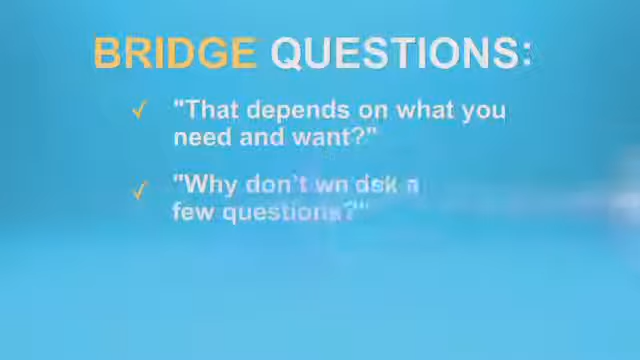 BRIDGE QUESTIONS:
✓ "That depends on what you
need and want?"
✓ "Why don't
few questions?"